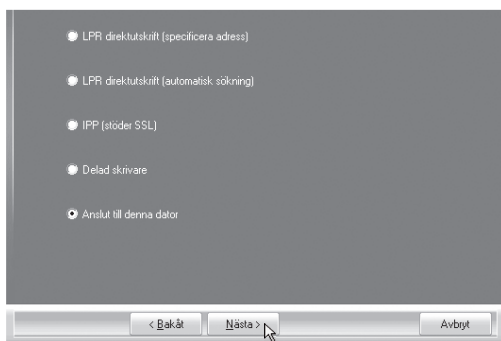 LPR direktutskrift (specificera adress)
LPR direktutskrift (automatisk sökning)
IPP (stöder SSL)
Delad skrivare
Anslut till denna dator
< Bakåt Nästa > Avbryt